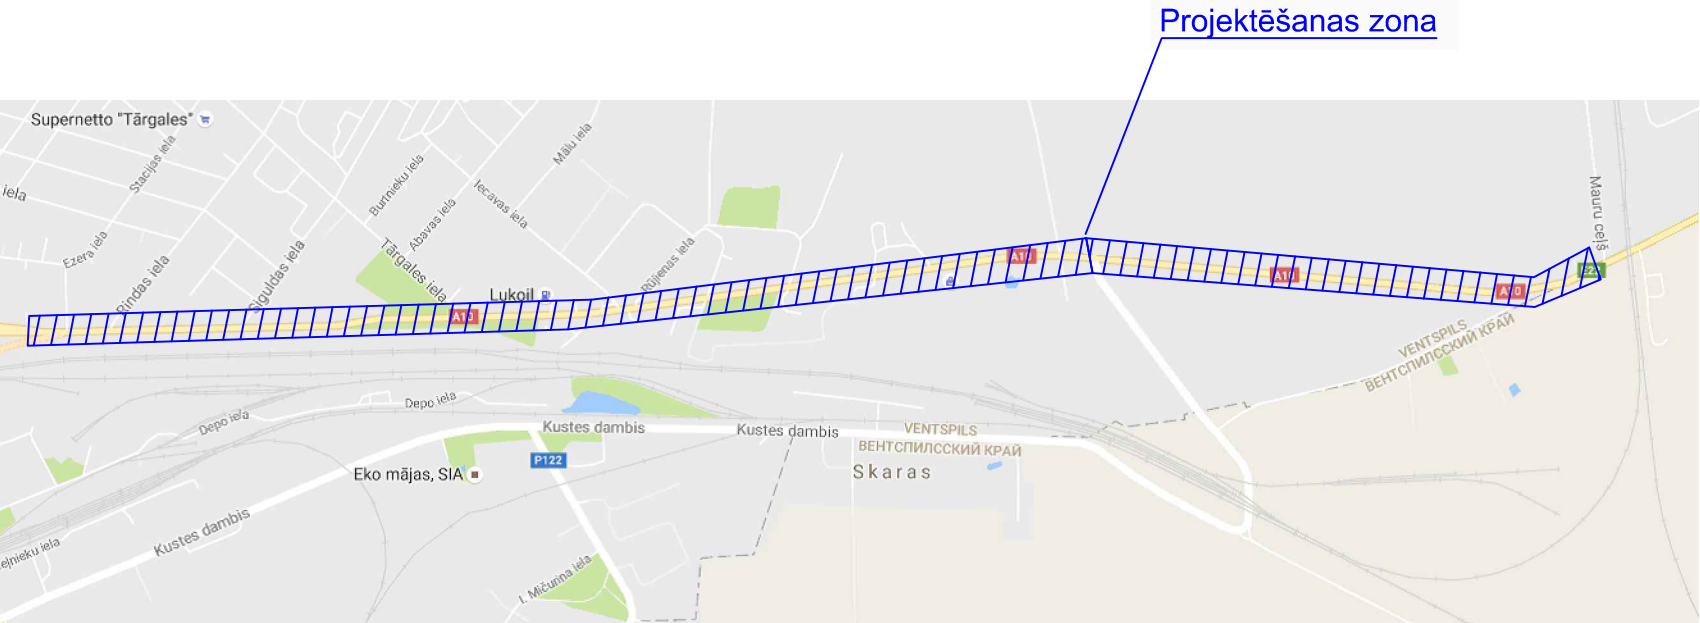 Projektēšanas zona
Supernetto "Tārgales"
Stacijas iela
Mālu iela
Burtnieku iela
Iecavas iela
iela
Abavas iela
Mauru ceļš
Ezera iela
Rindas iela
Siguldas iela
Tārgales iela
Rūjienas iela
A10
Lukoil
A10
A10
A10
VENTSPILS
ВЕНТСПИЛССКИЙ КРАЙ
Depo iela
Depo iela
Kustes dambis
Kustes dambis
VENTSPILS
ВЕНТСПИЛССКИЙ КРАЙ
P122
Eko mājas, SIA
Skaras
Kustes dambis
I. Mičurina iela